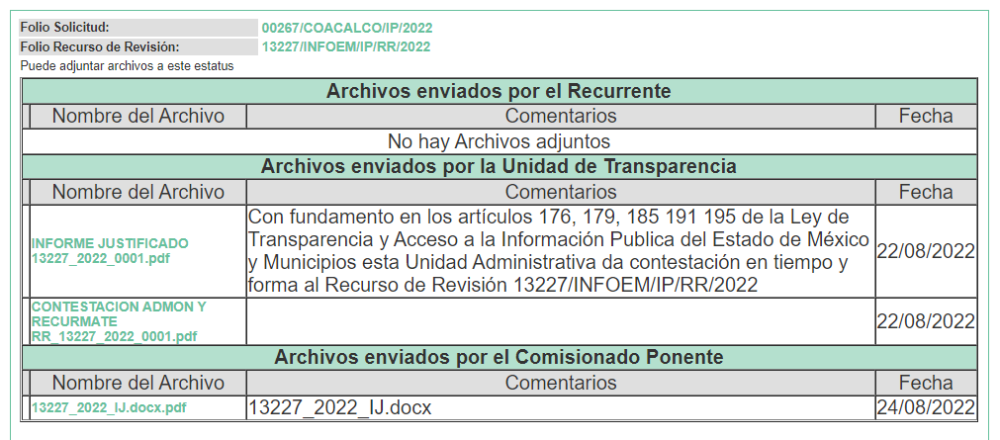 Folio Solicitud: 00267/COACALCO/IP/2022
Folio Recurso de Revisión: 13227/INFOEM/IP/RR/2022
Puede adjuntar archivos a este estatus
Archivos enviados por el Recurrente
Nombre del Archivo Comentarios Fecha
No hay Archivos adjuntos
Archivos enviados por la Unidad de Transparencia
Nombre del Archivo Comentarios Fecha
INFORME JUSTIFICADO
13227_2022_0001.pdf
Con fundamento en los artículos 176, 179, 185 191 195 de la Ley de
Transparencia y Acceso a la Información Publica del Estado de México
y Municipios esta Unidad Administrativa da contestación en tiempo y
forma al Recurso de Revisión 13227/INFOEM/IP/RR/2022
22/08/2022
CONTESTACION ADMON Y
RECURMATE
RR_13227_2022_0001.pdf
22/08/2022
Archivos enviados por el Comisionado Ponente
Nombre del Archivo Comentarios Fecha
13227_2022_IJ.docx.pdf 13227_2022_IJ.docx 24/08/2022